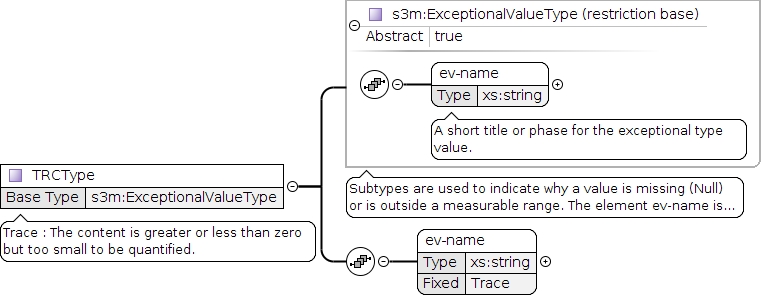 s3m:ExceptionalValueType (restriction base)
Abstract true
ev-name
Type xs:string
A short title or phase for the exceptional type
value.
TRCType
Base Type s3m:ExceptionalValueType
Trace : The content is greater or less than zero
but too small to be quantified.
Subtypes are used to indicate why a value is missing (Null)
or is outside a measurable range. The element ev-name is...
ev-name
Type xs:string
Fixed Trace